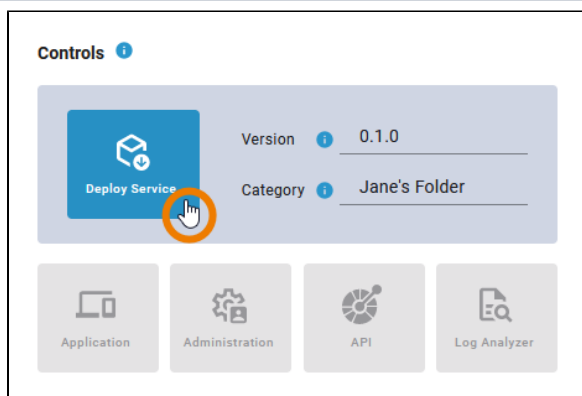 Controls
Deploy Service
Version 0.1.0
Category Jane's Folder
Application Administration API Log Analyzer